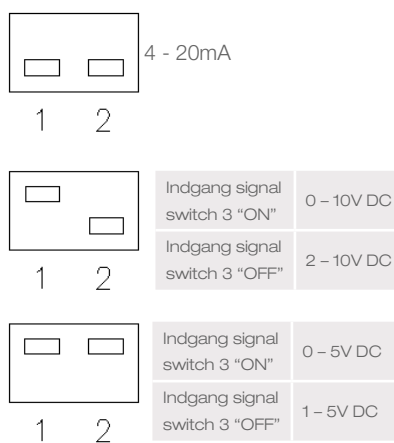 4 - 20mA
1 2
Indgang signal
switch 3 “ON”
0 – 10V DC
Indgang signal
switch 3 “OFF”
2 – 10V DC
1 2
Indgang signal
switch 3 “ON”
0 – 5V DC
Indgang signal
switch 3 “OFF”
1 – 5V DC
1 2